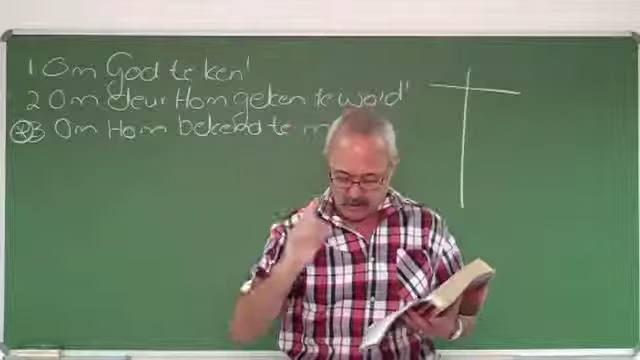 1 Om God te ken
2 Om deur Hom geken te word
3 Om Hom bekend te m